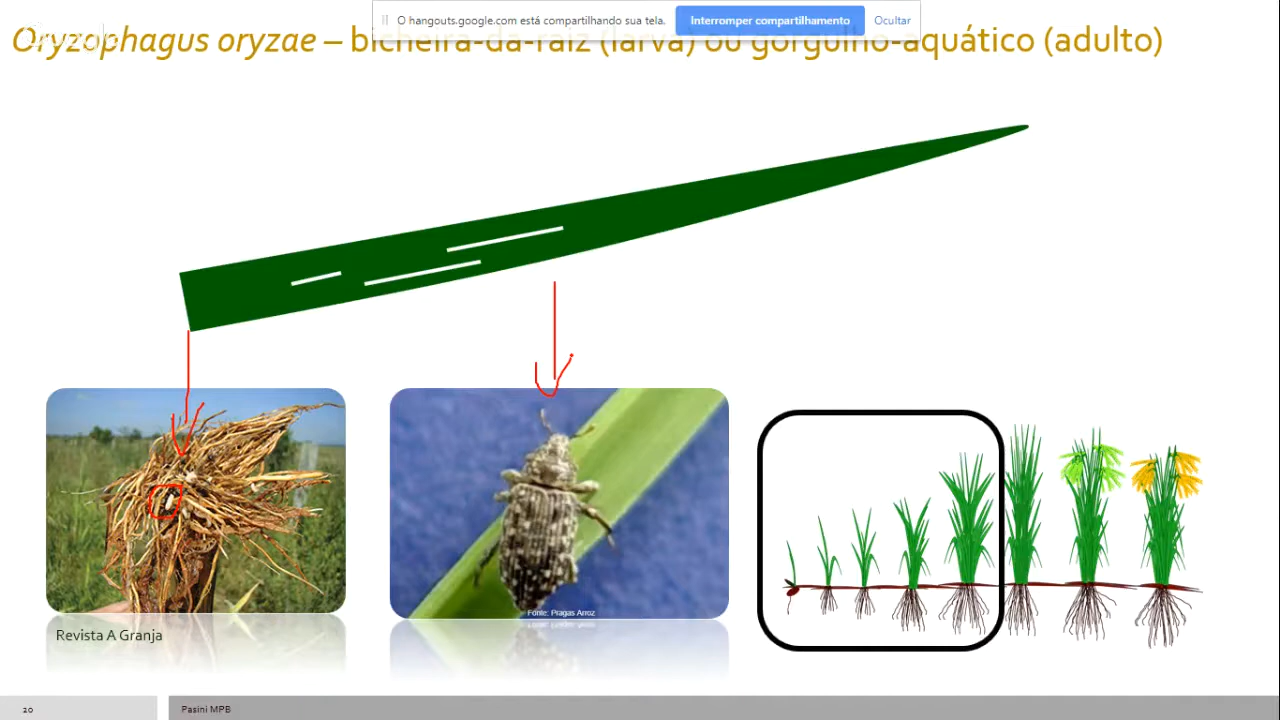 O hangouts.google.com está compartilhando sua tela. Interromper compartilhamento Ocultar
Oryzophagus oryzae – bicheira-da-raiz (larva) ou gorgulho-aquático (adulto)
Fonte: Pragas Arroz
Revista A Granja
20 Pasini MPB